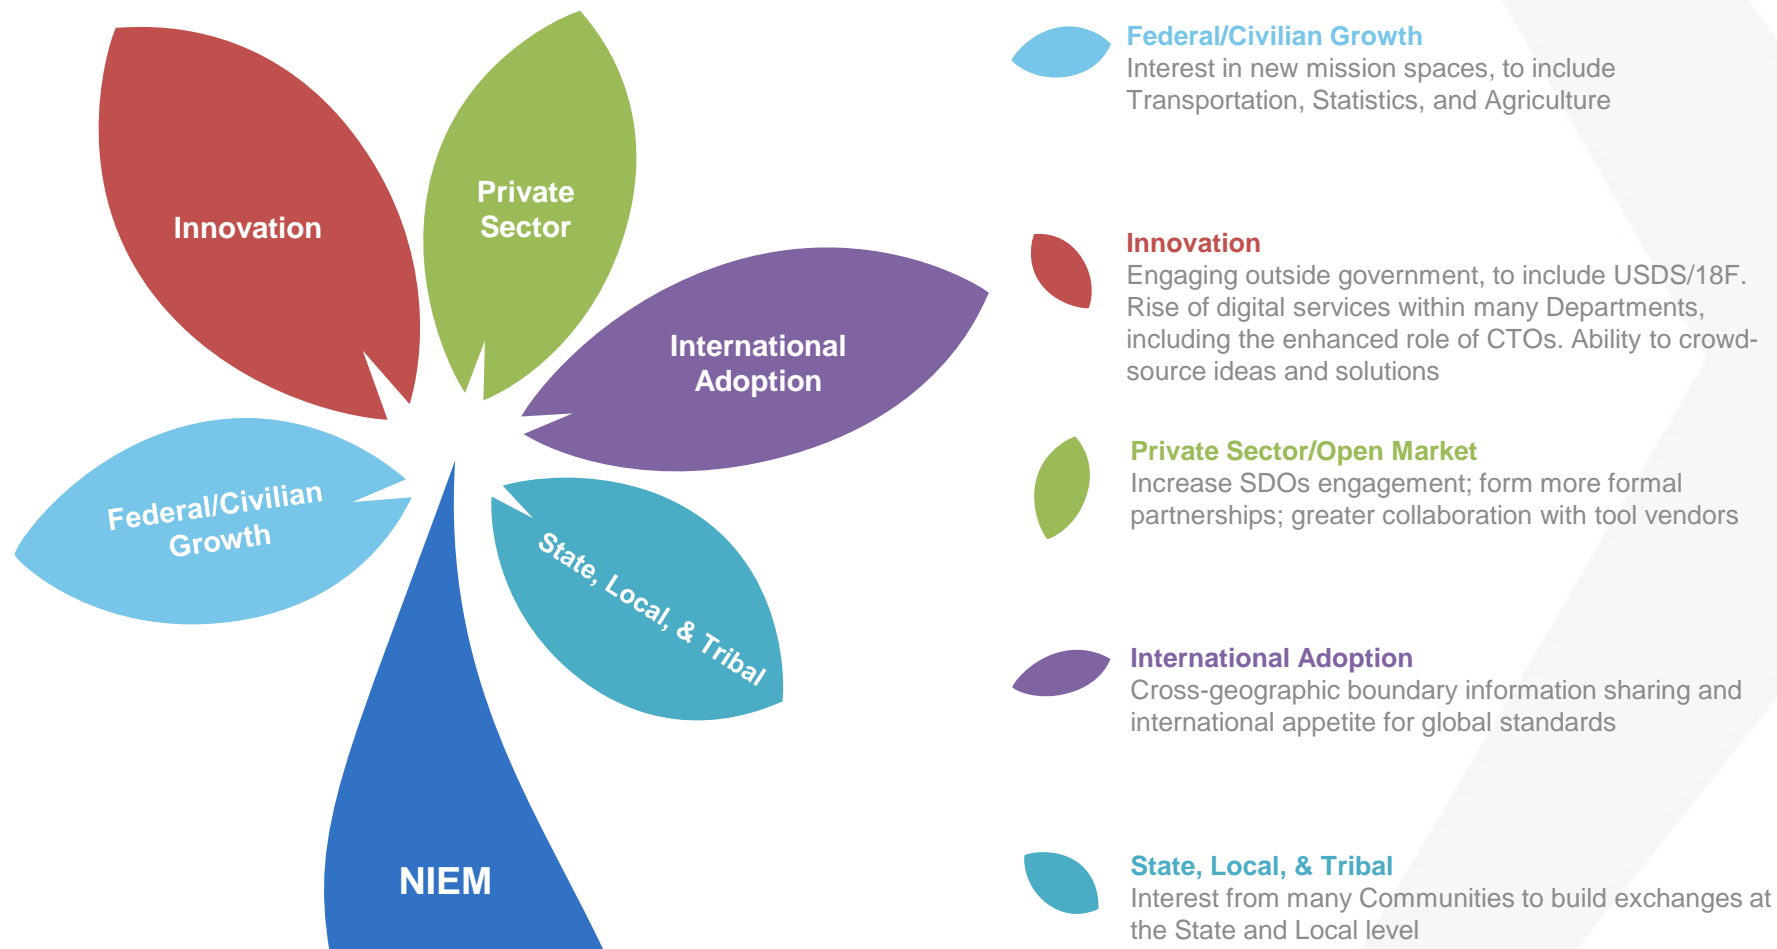 Innovation
Private
Sector
International
Adoption
Federal/Civilian
Growth
State, Local, & Tribal
NIEM
Federal/Civilian Growth
Interest in new mission spaces, to include
Transportation, Statistics, and Agriculture
Innovation
Engaging outside government, to include USDS/18F.
Rise of digital services within many Departments,
including the enhanced role of CTOs. Ability to crowd-
source ideas and solutions
Private Sector/Open Market
Increase SDOs engagement; form more formal
partnerships; greater collaboration with tool vendors
International Adoption
Cross-geographic boundary information sharing and
international appetite for global standards
State, Local, & Tribal
Interest from many Communities to build exchanges at
the State and Local level